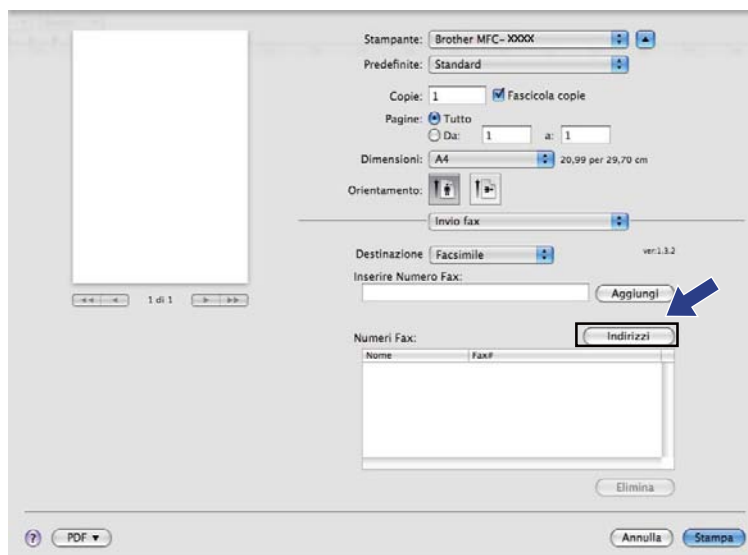 Stampante: Brother MFC- XXXX
Predefinite: Standard
Copie: 1 Fascicola copie
Pagine: Tutto
Da: 1 a: 1
Dimensioni: A4 20,99 per 29,70 cm
Orientamento:
Invio fax
Destinazione Facsimile ver:1.3.2
Inserire Numero Fax:
Aggiungi
1 di 1
Indirizzi
Numeri Fax:
Nome Fax#
Elimina
? PDF Annulla Stampa